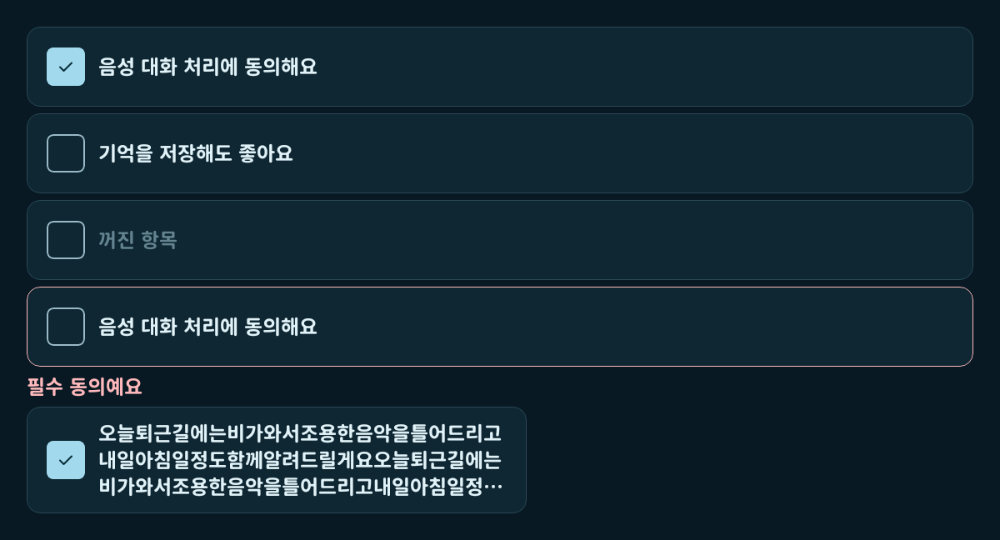 음성 대화 처리에 동의해요
기억을 저장해도 좋아요
꺼진 항목
음성 대화 처리에 동의해요
필수 동의예요
오늘퇴근길에는비가와서조용한음악을틀어드리고
내일아침일정도함께알려드릴게요오늘퇴근길에는
비가와서조용한음악을틀어드리고내일아침일정…